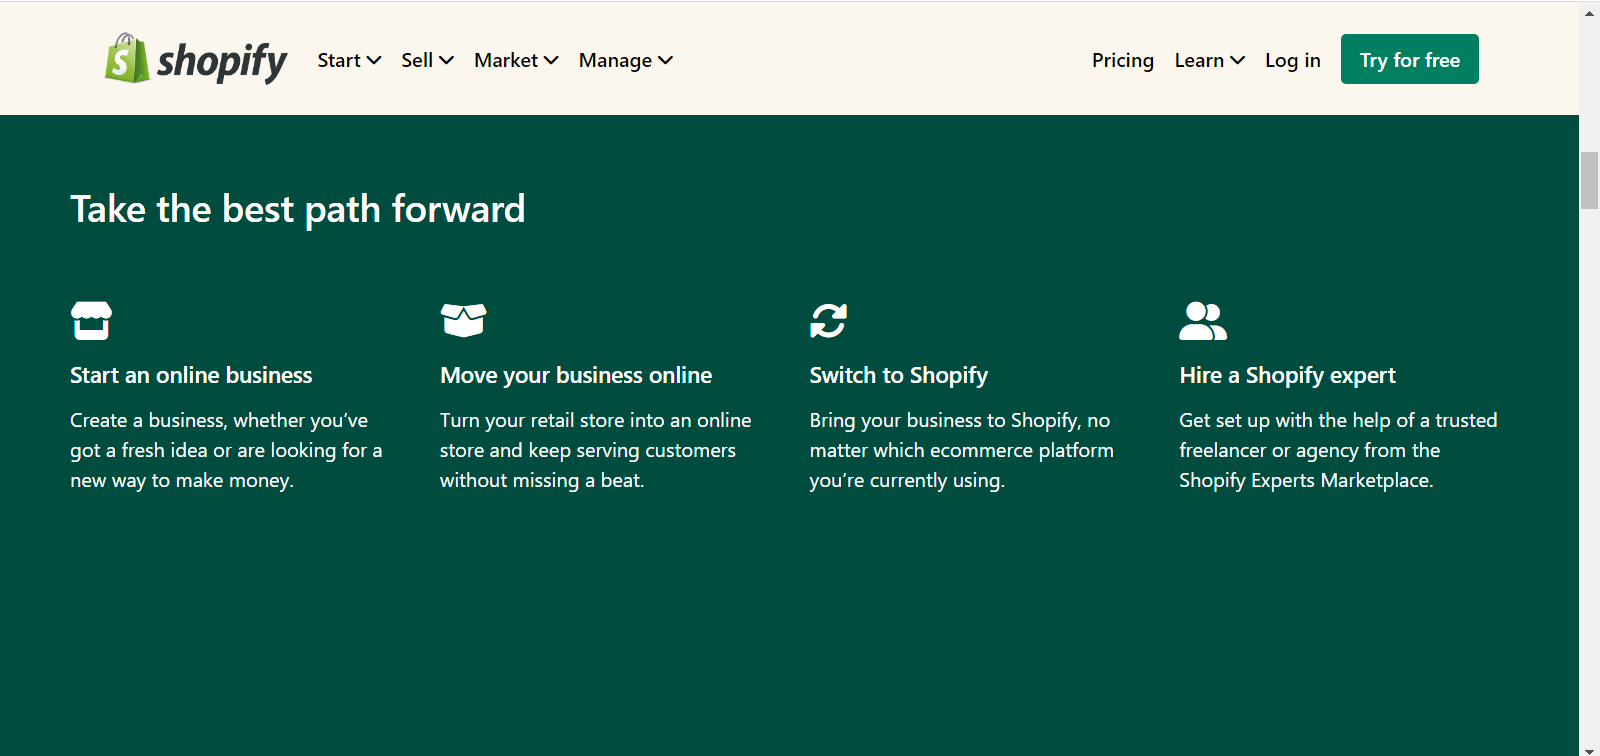 shopify
Start
Sell
Market
Manage
Pricing
Learn
Log in
Try for free
Take the best path forward
Start an online business
Create a business, whether you’ve
got a fresh idea or are looking for a
new way to make money.
Move your business online
Turn your retail store into an online
store and keep serving customers
without missing a beat.
Switch to Shopify
Bring your business to Shopify, no
matter which ecommerce platform
you’re currently using.
Hire a Shopify expert
Get set up with the help of a trusted
freelancer or agency from the
Shopify Experts Marketplace.